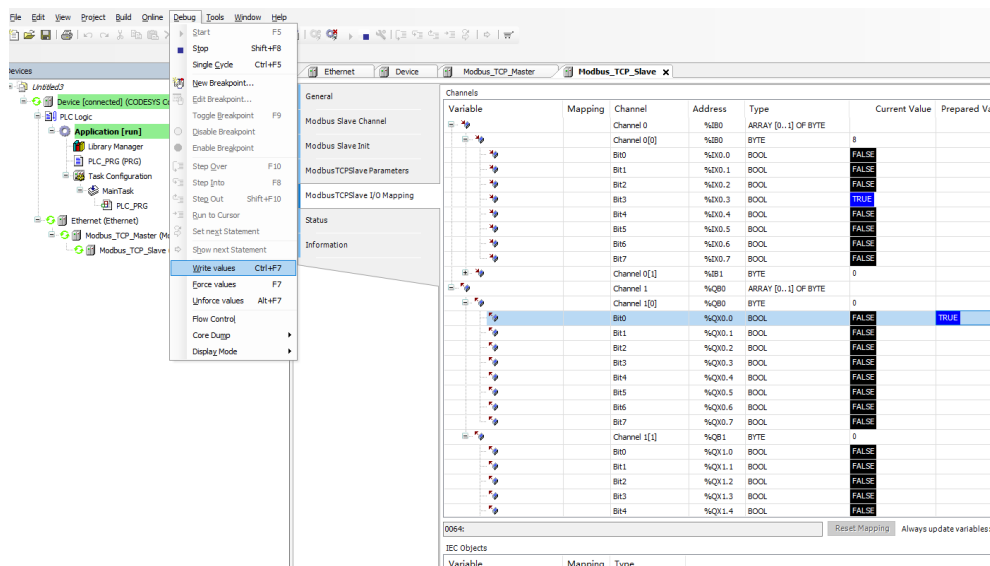 File Edit View Project Build Online Debug Tools Window Help
Start F5
Stop Shift+F8
Single Cycle Ctrl+F5
New Breakpoint...
Edit Breakpoint...
Toggle Breakpoint F9
Disable Breakpoint
Enable Breakpoint
Step Over F10
Step Into F8
Step Out Shift+F10
Run to Cursor
Set next Statement
Show next Statement
Write values Ctrl+F7
Force values F7
Unforce values Alt+F7
Flow Control
Core Dump
Display Mode
Devices
Untitled3
Device [connected] (CODESYS Co
PLC Logic
Application [run]
Library Manager
PLC_PRG (PRG)
Task Configuration
MainTask
PLC_PRG
Ethernet (Ethernet)
Modbus_TCP_Master (Mo
Modbus_TCP_Slave
Ethernet Device Modbus_TCP_Master Modbus_TCP_Slave x
General
Modbus Slave Channel
Modbus Slave Init
ModbusTCPSlave Parameters
ModbusTCPSlave I/O Mapping
Status
Information
Channels
Variable Mapping Channel Address Type Current Value Prepared Va
Channel 0 %IB0 ARRAY [0..1] OF BYTE
Channel 0[0] %IB0 BYTE 8
Bit0 %IX0.0 BOOL FALSE
Bit1 %IX0.1 BOOL FALSE
Bit2 %IX0.2 BOOL FALSE
Bit3 %IX0.3 BOOL TRUE
Bit4 %IX0.4 BOOL FALSE
Bit5 %IX0.5 BOOL FALSE
Bit6 %IX0.6 BOOL FALSE
Bit7 %IX0.7 BOOL FALSE
Channel 0[1] %IB1 BYTE 0
Channel 1 %QB0 ARRAY [0..1] OF BYTE
Channel 1[0] %QB0 BYTE 0
Bit0 %QX0.0 BOOL FALSE TRUE
Bit1 %QX0.1 BOOL FALSE
Bit2 %QX0.2 BOOL FALSE
Bit3 %QX0.3 BOOL FALSE
Bit4 %QX0.4 BOOL FALSE
Bit5 %QX0.5 BOOL FALSE
Bit6 %QX0.6 BOOL FALSE
Bit7 %QX0.7 BOOL FALSE
Channel 1[1] %QB1 BYTE 0
Bit0 %QX1.0 BOOL FALSE
Bit1 %QX1.1 BOOL FALSE
Bit2 %QX1.2 BOOL FALSE
Bit3 %QX1.3 BOOL FALSE
Bit4 %QX1.4 BOOL FALSE
0064: Reset Mapping Always update variables:
IEC Objects
Variable Mapping Type